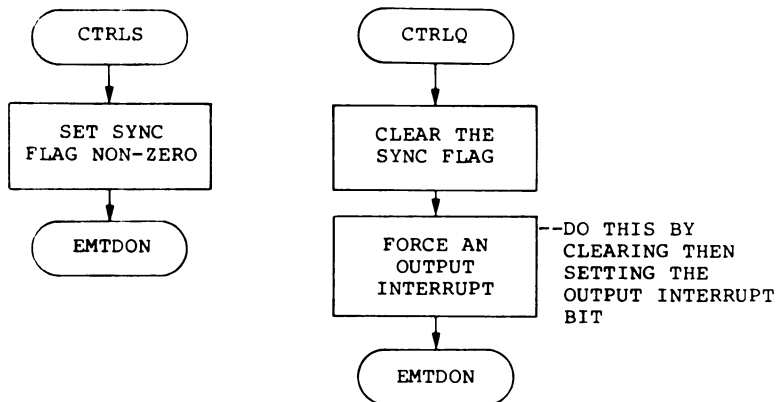 CTRLS
SET SYNC
FLAG NON-ZERO
EMTDON
CTRLQ
CLEAR THE
SYNC FLAG
FORCE AN
OUTPUT
INTERRUPT
--DO THIS BY
CLEARING THEN
SETTING THE
OUTPUT INTERRUPT
BIT
EMTDON